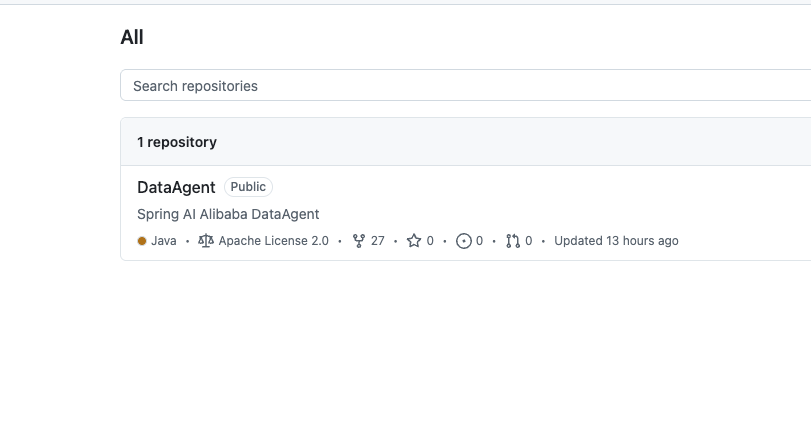 All
Search repositories
1 repository
DataAgent Public
Spring AI Alibaba DataAgent
Java · Apache License 2.0 · 27 · 0 · 0 · 0 · Updated 13 hours ago